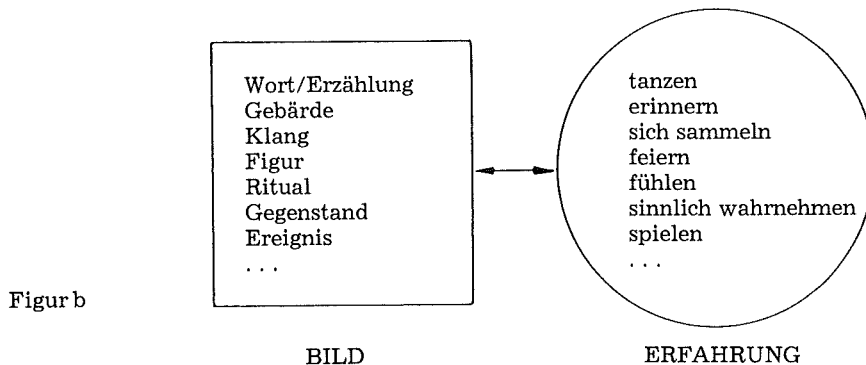 Wort/Erzählung
Gebärde
Klang
Figur
Ritual
Gegenstand
Ereignis
. . .
tanzen
erinnern
sich sammeln
feiern
fühlen
sinnlich wahrnehmen
spielen
. . .
Figur b
BILD
ERFAHRUNG